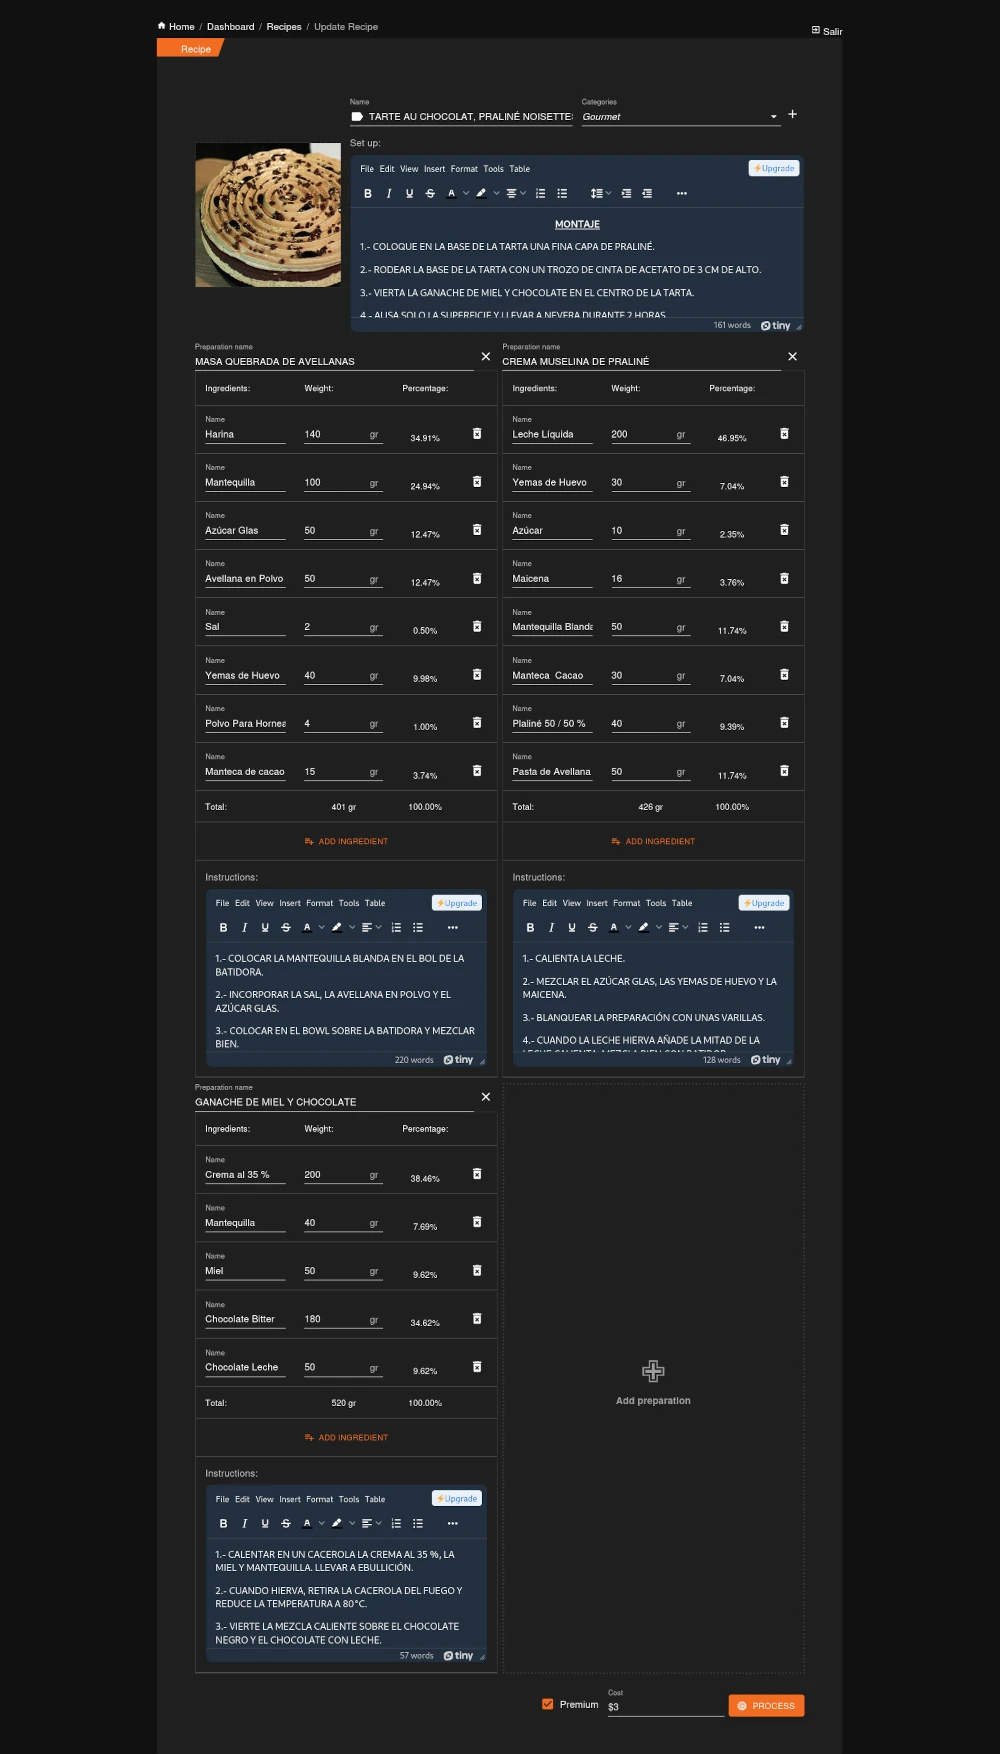 Home / Dashboard / Recipes / Update Recipe
Salir
Recipe
Name
TARTE AU CHOCOLAT, PRALINÉ NOISETTE
Categories
Gourmet
Set up:
File Edit View Insert Format Tools Table
Upgrade
B I U S A
MONTAJE
1.- COLOQUE EN LA BASE DE LA TARTA UNA FINA CAPA DE PRALINÉ.
2.- RODEAR LA BASE DE LA TARTA CON UN TROZO DE CINTA DE ACETATO DE 3 CM DE ALTO.
3.- VIERTA LA GANACHE DE MIEL Y CHOCOLATE EN EL CENTRO DE LA TARTA.
4.- ALISA SOLO LA SUPERFICIE Y LLEVAR A NEVERA DURANTE 2 HORAS
161 words tiny
Preparation name
MASA QUEBRADA DE AVELLANAS
Ingredients: Weight: Percentage:
Name
Harina 140 gr 34.91%
Name
Mantequilla 100 gr 24.94%
Name
Azúcar Glas 50 gr 12.47%
Name
Avellana en Polvo 50 gr 12.47%
Name
Sal 2 gr 0.50%
Name
Yemas de Huevo 40 gr 9.98%
Name
Polvo Para Hornea 4 gr 1.00%
Name
Manteca de cacao 15 gr 3.74%
Total: 401 gr 100.00%
ADD INGREDIENT
Instructions:
File Edit View Insert Format Tools Table
Upgrade
B I U S A
1.- COLOCAR LA MANTEQUILLA BLANDA EN EL BOL DE LA
BATIDORA.
2.- INCORPORAR LA SAL, LA AVELLANA EN POLVO Y EL
AZÚCAR GLAS.
3.- COLOCAR EN EL BOWL SOBRE LA BATIDORA Y MEZCLAR
BIEN.
220 words tiny
Preparation name
CREMA MUSELINA DE PRALINÉ
Ingredients: Weight: Percentage:
Name
Leche Líquida 200 gr 46.95%
Name
Yemas de Huevo 30 gr 7.04%
Name
Azúcar 10 gr 2.35%
Name
Maicena 16 gr 3.76%
Name
Mantequilla Blanda 50 gr 11.74%
Name
Manteca Cacao 30 gr 7.04%
Name
Plaliné 50 / 50 % 40 gr 9.39%
Name
Pasta de Avellana 50 gr 11.74%
Total: 426 gr 100.00%
ADD INGREDIENT
Instructions:
File Edit View Insert Format Tools Table
Upgrade
B I U S A
1.- CALIENTA LA LECHE.
2.- MEZCLAR EL AZÚCAR GLAS, LAS YEMAS DE HUEVO Y LA
MAICENA.
3.- BLANQUEAR LA PREPARACIÓN CON UNAS VARILLAS.
4.- CUANDO LA LECHE HIERVA AÑADE LA MITAD DE LA
LECHE CALIENTA, MEZCLA BIEN CON BATIDOR
128 words tiny
Preparation name
GANACHE DE MIEL Y CHOCOLATE
Ingredients: Weight: Percentage:
Name
Crema al 35 % 200 gr 38.46%
Name
Mantequilla 40 gr 7.69%
Name
Miel 50 gr 9.62%
Name
Chocolate Bitter 180 gr 34.62%
Name
Chocolate Leche 50 gr 9.62%
Total: 520 gr 100.00%
ADD INGREDIENT
Instructions:
File Edit View Insert Format Tools Table
Upgrade
B I U S A
1.- CALENTAR EN UN CACEROLA LA CREMA AL 35 %, LA
MIEL Y MANTEQUILLA. LLEVAR A EBULLICIÓN.
2.- CUANDO HIERVA, RETIRA LA CACEROLA DEL FUEGO Y
REDUCE LA TEMPERATURA A 80°C.
3.- VIERTE LA MEZCLA CALIENTE SOBRE EL CHOCOLATE
NEGRO Y EL CHOCOLATE CON LECHE.
57 words tiny
Add preparation
Premium
Cost
$3
PROCESS